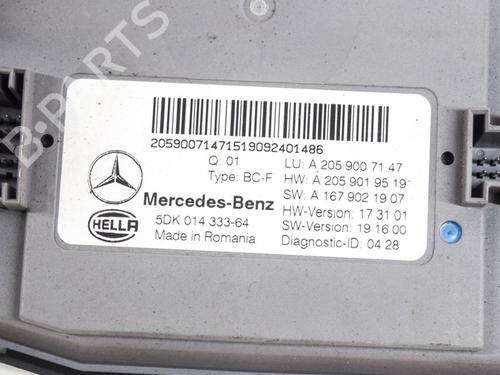 B-PARTS
20590071471519092401486
Q: 01 LU: A 205 900 71 47
Type: BC-F HW: A 205 901 95 19
SW: A 167 902 19 07
Mercedes-Benz HW-Version: 17 31 01
HELLA 5DK 014 333-64 SW-Version: 19 16 00
Made in Romania Diagnostic-ID: 04 28